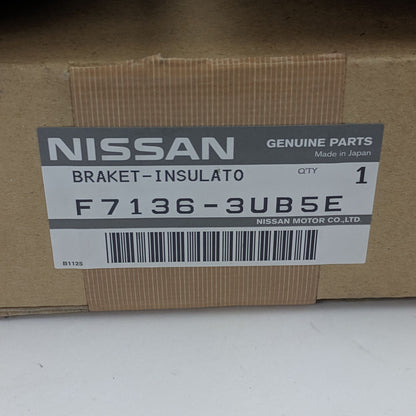 NISSAN GENUINE PARTS
Made in Japan
BRAKET-INSULATO Q'TY 1
F7136-3UB5E
NISSAN MOTOR CO.,LTD.
B1125